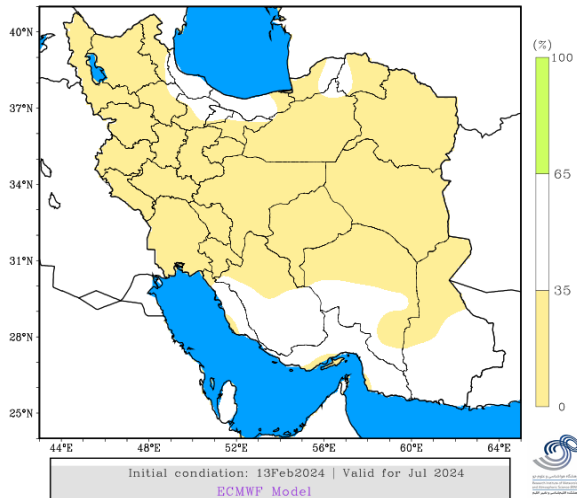 (%)
100
65
35
0
40°N
37°N
34°N
31°N
28°N
25°N
44°E
48°E
52°E
56°E
60°E
64°E
Initial condiation: 13Feb2024 | Valid for Jul 2024
ECMWF Model